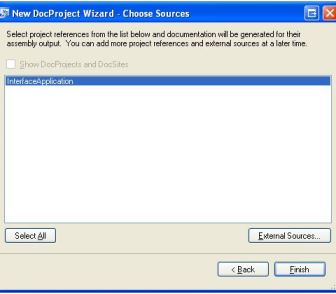 New DocProject Wizard - Choose Sources
Select project references from the list below and documentation will be generated for their
assembly output. You can add more project references and external sources at a later time.
Show DocProjects and DocSites
InterfaceApplication
Select All
External Sources...
< Back
Finish